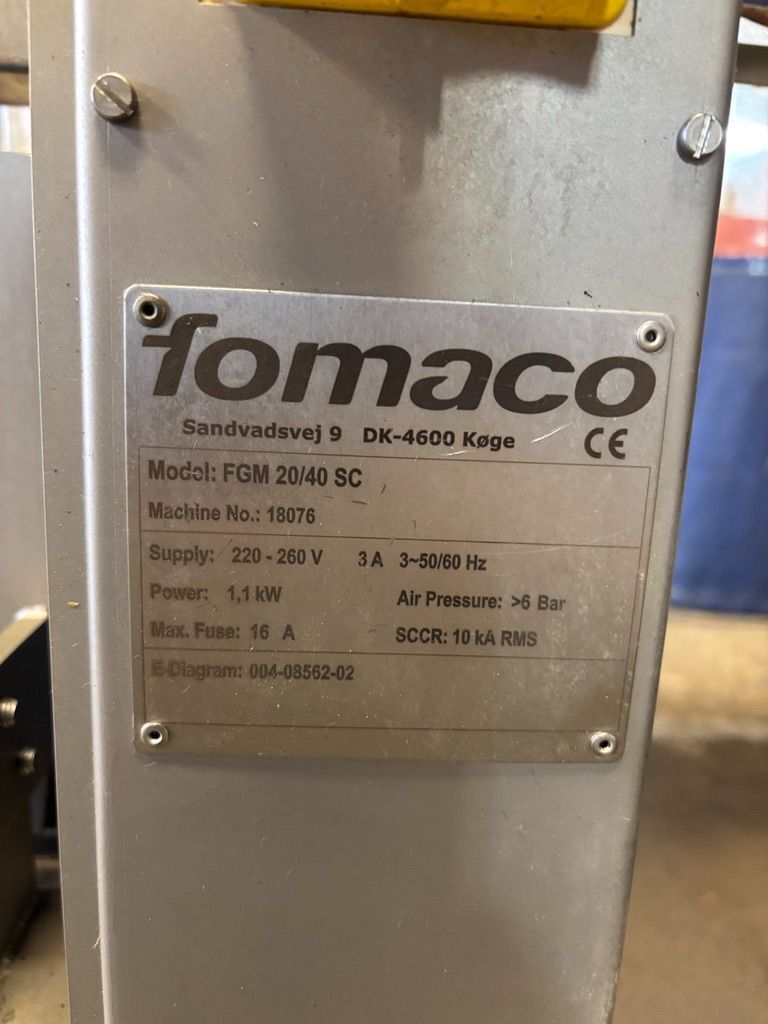 fomaco
Sandvadsvej 9 DK-4600 Køge CE
Model: FGM 20/40 SC
Machine No.: 18076
Supply: 220 - 260 V 3 A 3~50/60 Hz
Power: 1,1 kW Air Pressure: >6 Bar
Max. Fuse: 16 A SCCR: 10 kA RMS
E-Diagram: 004-08562-02